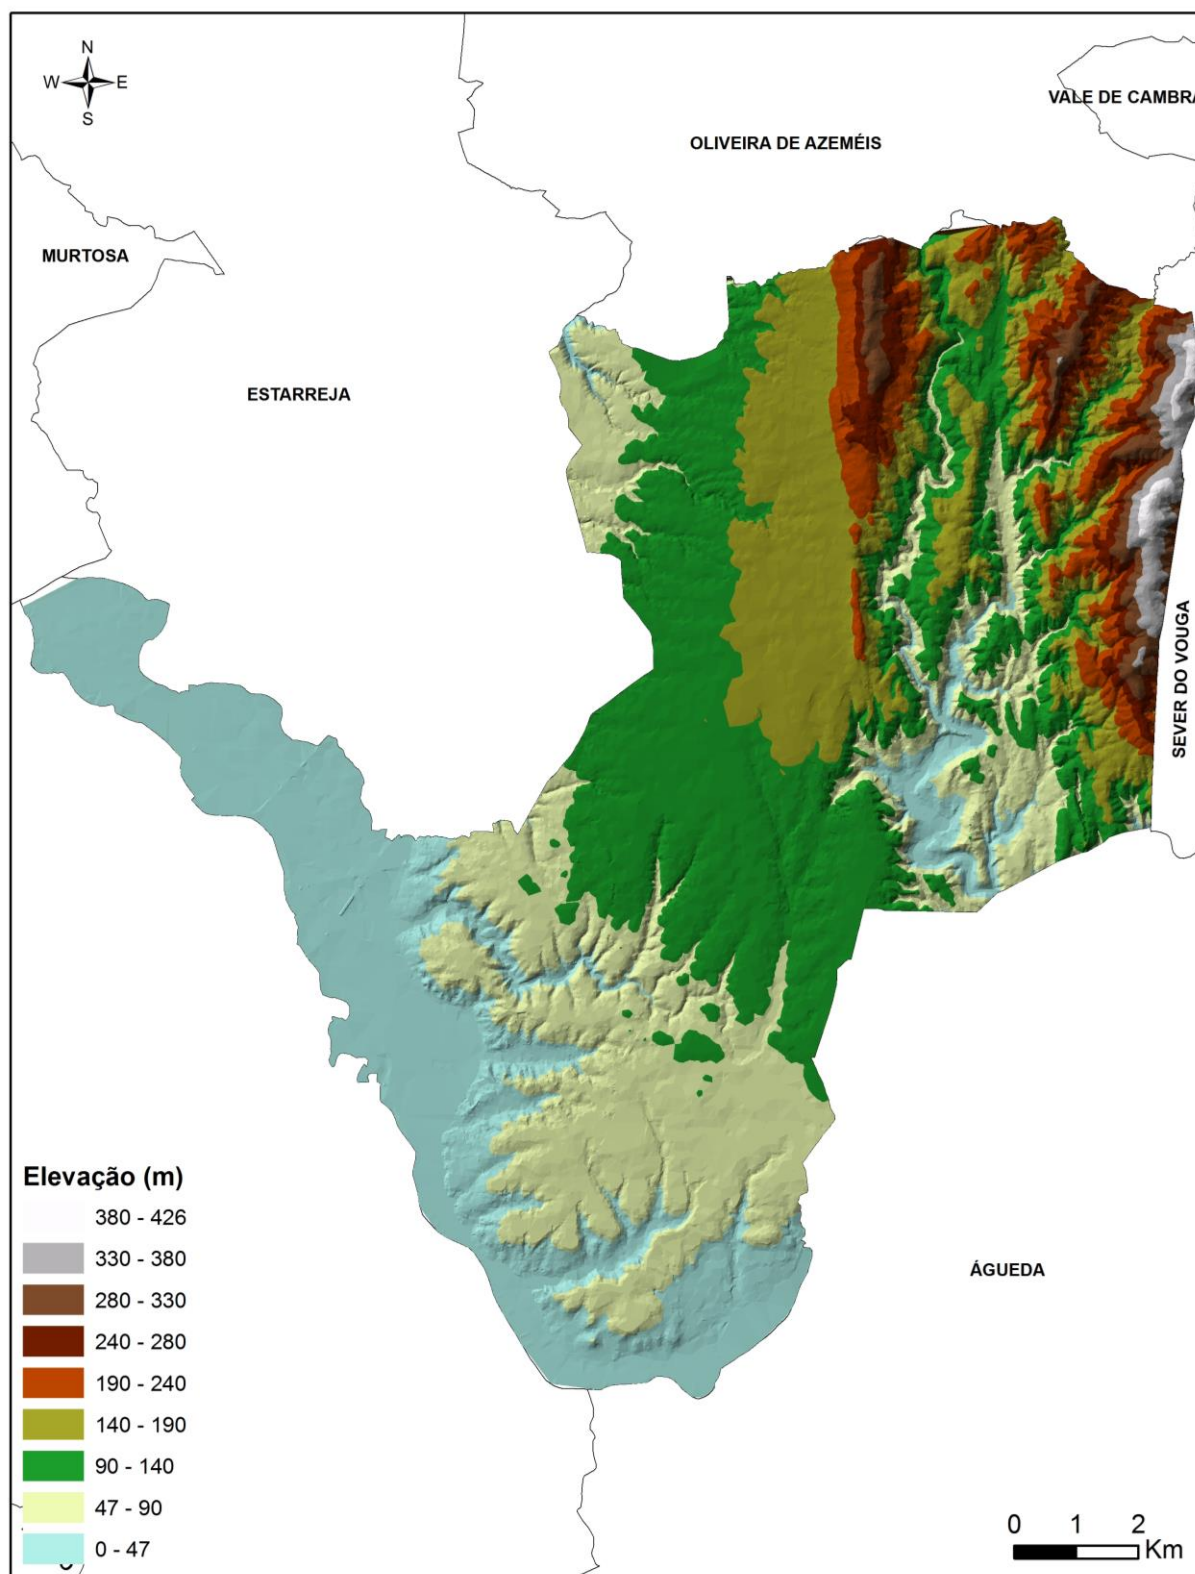 N
W E
S
VALE DE CAMBRA
OLIVEIRA DE AZEMÉIS
MURTOSA
ESTARREJA
SEVER DO VOUGA
ÁGUEDA
Elevação (m)
380 - 426
330 - 380
280 - 330
240 - 280
190 - 240
140 - 190
90 - 140
47 - 90
0 - 47
0 1 2
Km